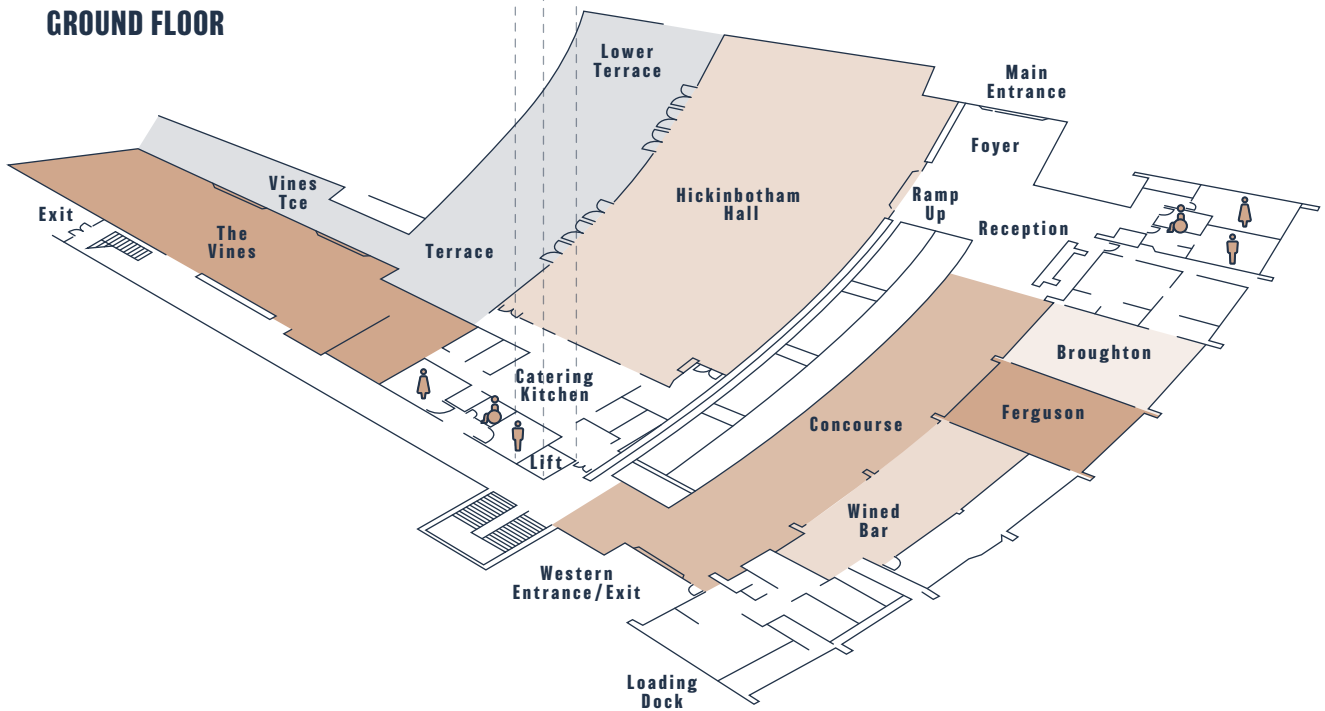 GROUND FLOOR
Lower
Terrace
Main
Entrance
Foyer
Vines
Tce
Hickinbotham
Hall
Ramp
Up
Exit
The
Vines
Terrace
Reception
Broughton
Catering
Kitchen
Ferguson
Concourse
Lift
Wined
Bar
Western
Entrance/Exit
Loading
Dock